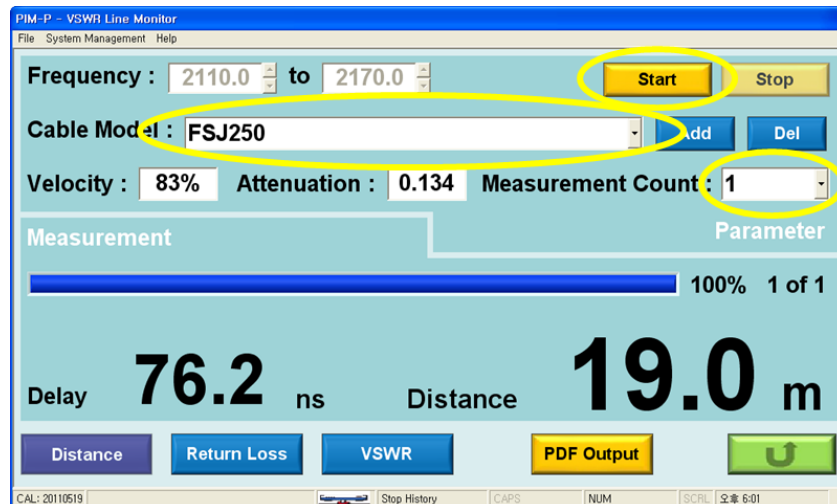 PIM-P - VSWR Line Monitor
File System Management Help
Frequency : 2110.0 to 2170.0 Start Stop
Cable Model : FSJ250 Add Del
Velocity : 83% Attenuation : 0.134 Measurement Count : 1
Measurement Parameter
100% 1 of 1
Delay 76.2 ns Distance 19.0 m
Distance Return Loss VSWR PDF Output
CAL: 20110519 Stop History CAPS NUM SCRL 오후 6:01